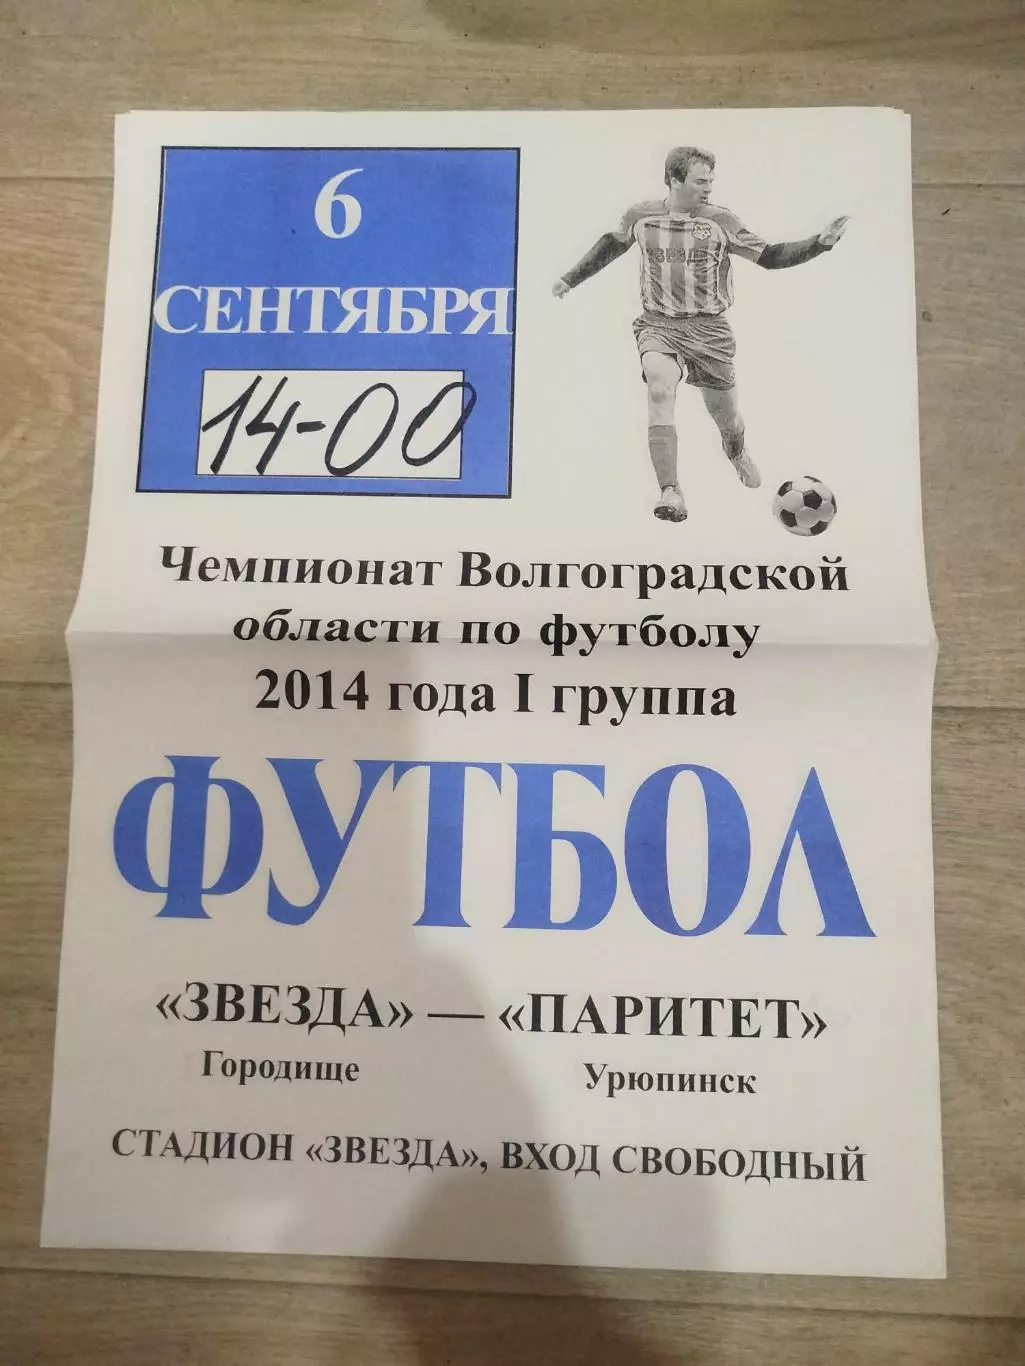 6
СЕНТЯБРЯ
14-00
ЗВЕЗДА
Чемпионат Волгоградской
области по футболу
2014 года I группа
ФУТБОЛ
«ЗВЕЗДА» — «ПАРИТЕТ»
Городище Урюпинск
СТАДИОН «ЗВЕЗДА», ВХОД СВОБОДНЫЙ